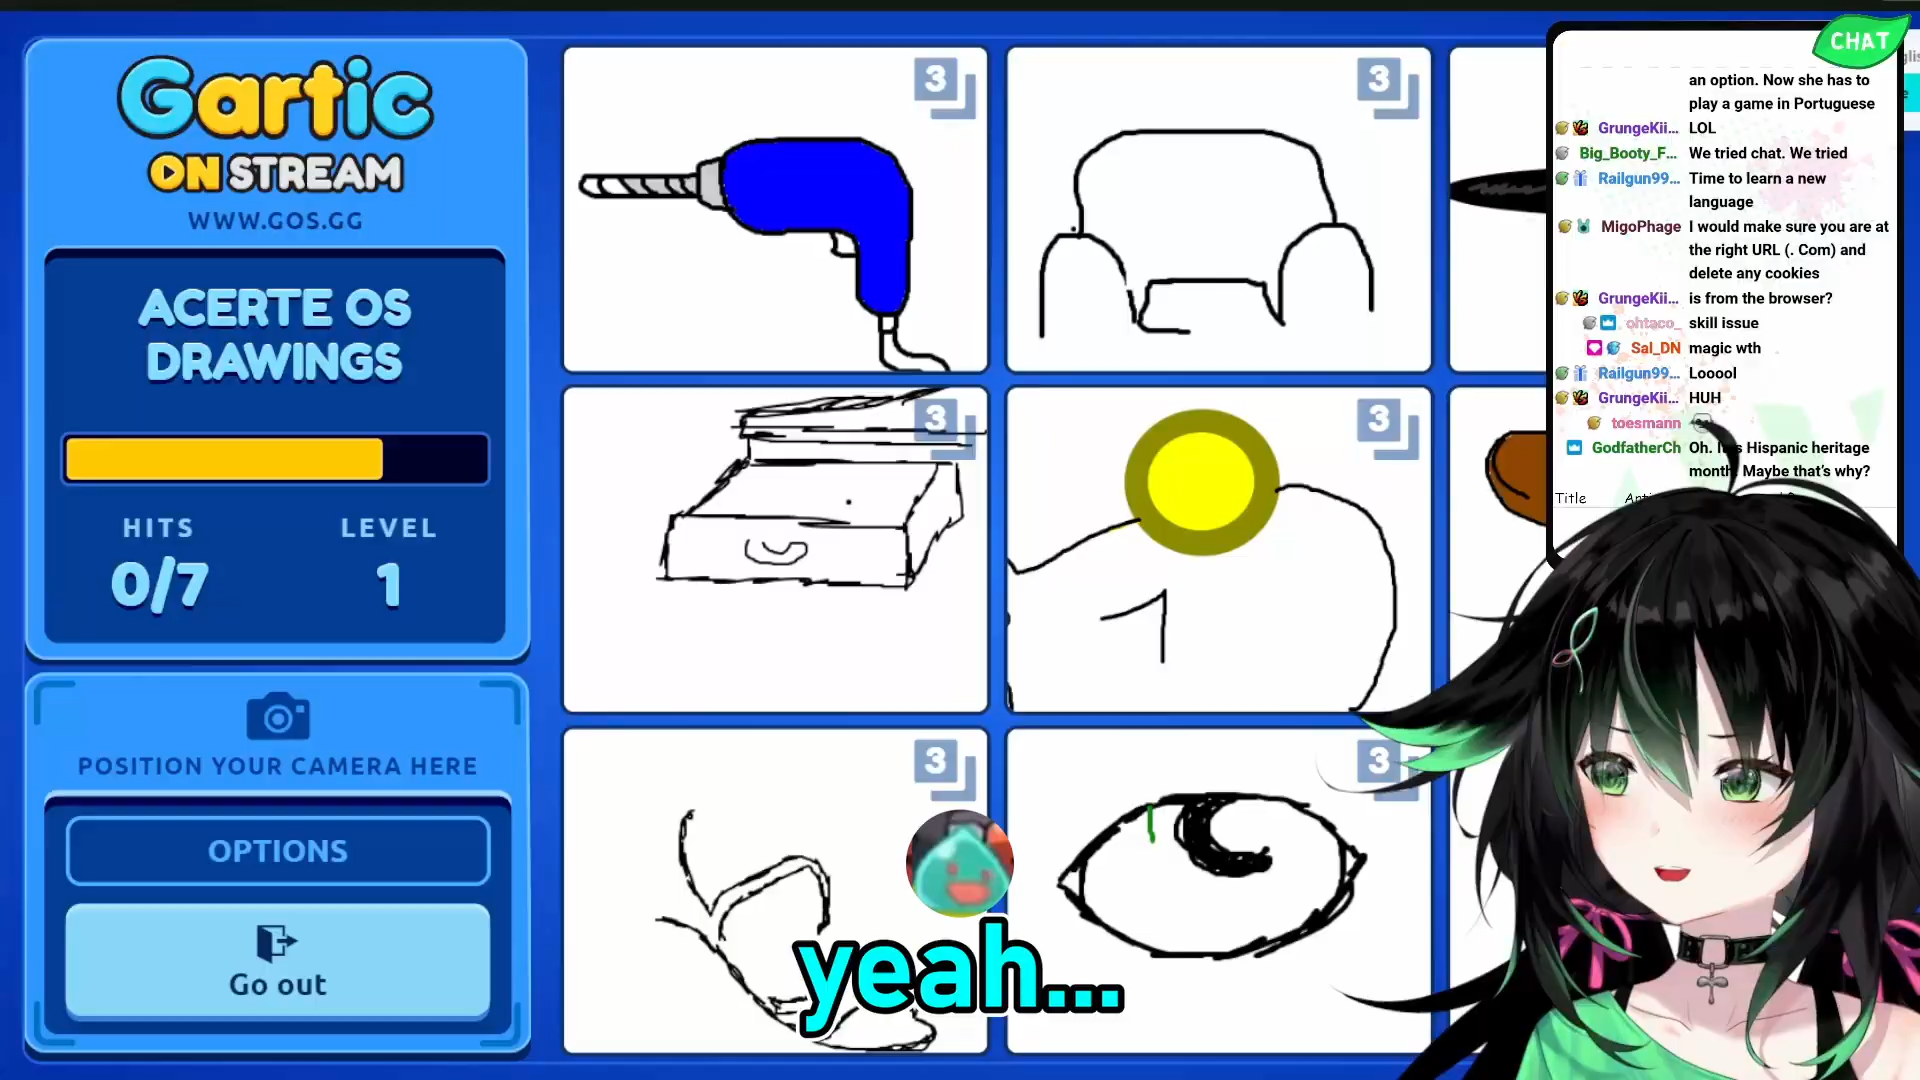 Gartic
ON STREAM
WWW.GOS.GG
ACERTE OS
DRAWINGS
HITS
LEVEL
0/7
1
POSITION YOUR CAMERA HERE
OPTIONS
Go out
3
3
3
3
3
3
yeah...
CHAT
an option. Now she has to
play a game in Portuguese
GrungeKii... LOL
Big_Booty_F... We tried chat. We tried
Railgun99... Time to learn a new
language
MigoPhage I would make sure you are at
the right URL (. Com) and
delete any cookies
GrungeKii... is from the browser?
ohtaco_ skill issue
Sal_DN magic wth
Railgun99... Looool
GrungeKii... HUH
toesmann
GodfatherCh Oh. Hispanic heritage
month Maybe that's why?
Title